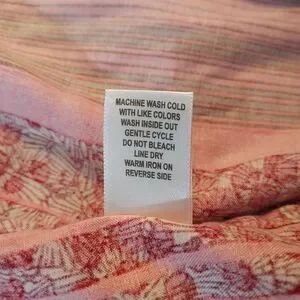 MACHINE WASH COLD
WITH LIKE COLORS
WASH INSIDE OUT
GENTLE CYCLE
DO NOT BLEACH
LINE DRY
WARM IRON ON
REVERSE SIDE